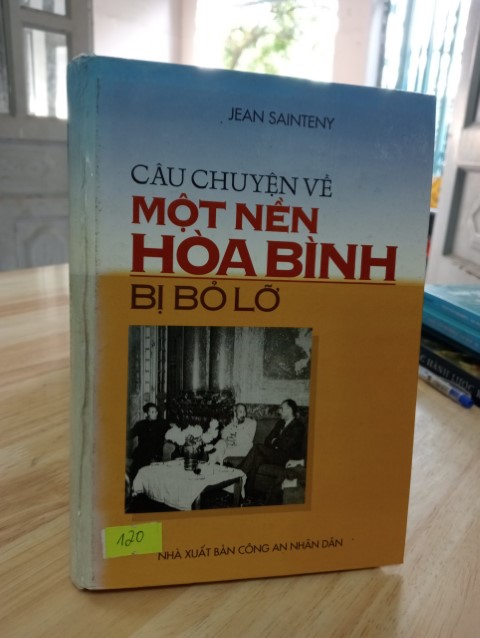 JEAN SAINTENY
CÂU CHUYỆN VỀ
MỘT NỀN
HÒA BÌNH
BỊ BỎ LỠ
120
NHÀ XUẤT BẢN CÔNG AN NHÂN DÂN